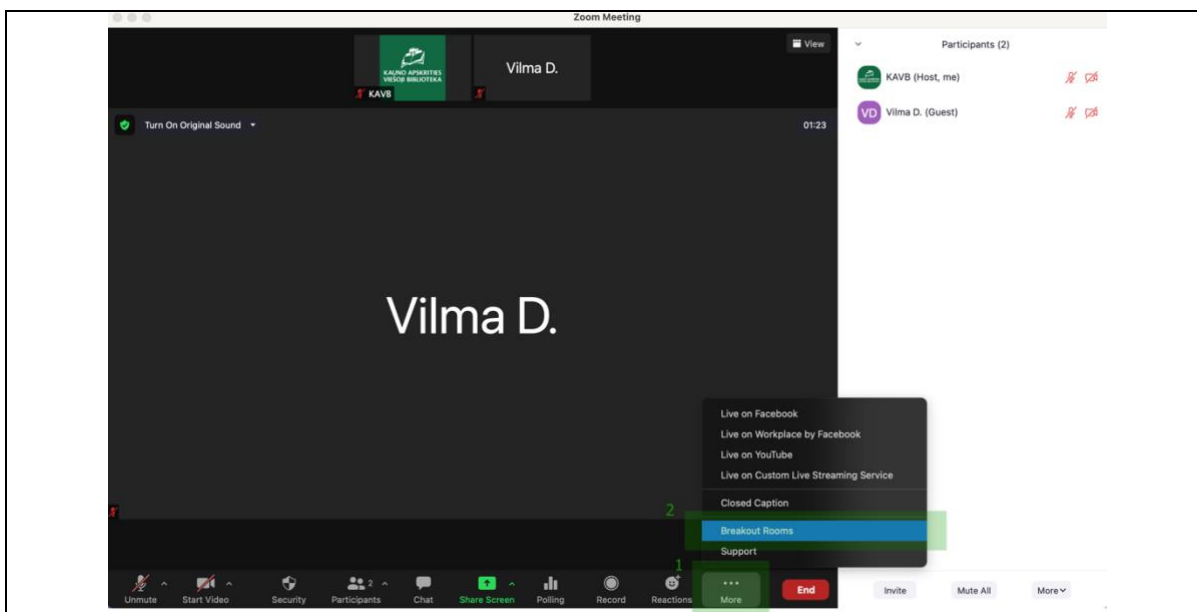 Zoom Meeting
View
KAUNO APSKRITIES
VIEŠOJI BIBLIOTEKA
KAVB
Vilma D.
Turn On Original Sound
01:23
Vilma D.
Participants (2)
KAVB (Host, me)
VD Vilma D. (Guest)
Live on Facebook
Live on Workplace by Facebook
Live on YouTube
Live on Custom Live Streaming Service
Closed Caption
2
Breakout Rooms
Support
1
Unmute Start Video Security Participants 2 Chat Share Screen Polling Record Reactions More End
Invite Mute All More